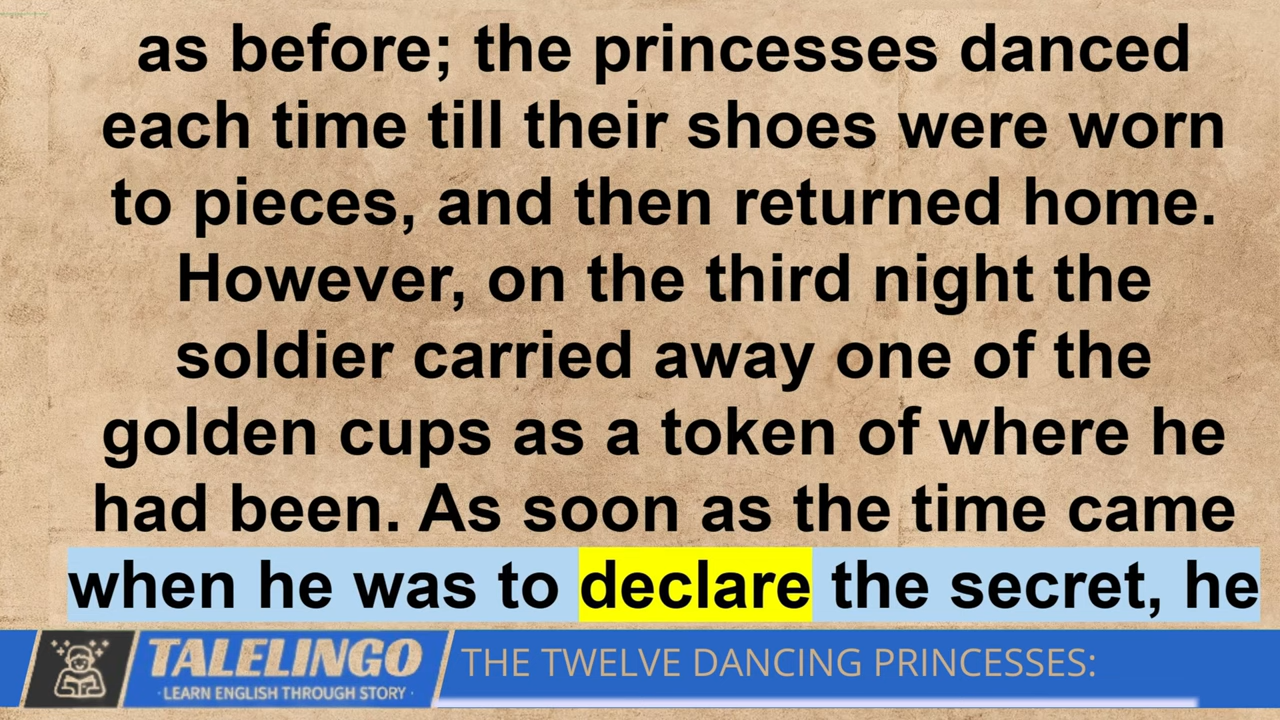 as before; the princesses danced
each time till their shoes were worn
to pieces, and then returned home.
However, on the third night the
soldier carried away one of the
golden cups as a token of where he
had been. As soon as the time came
when he was to declare the secret, he
TALELINGO
· LEARN ENGLISH THROUGH STORY ·
THE TWELVE DANCING PRINCESSES: